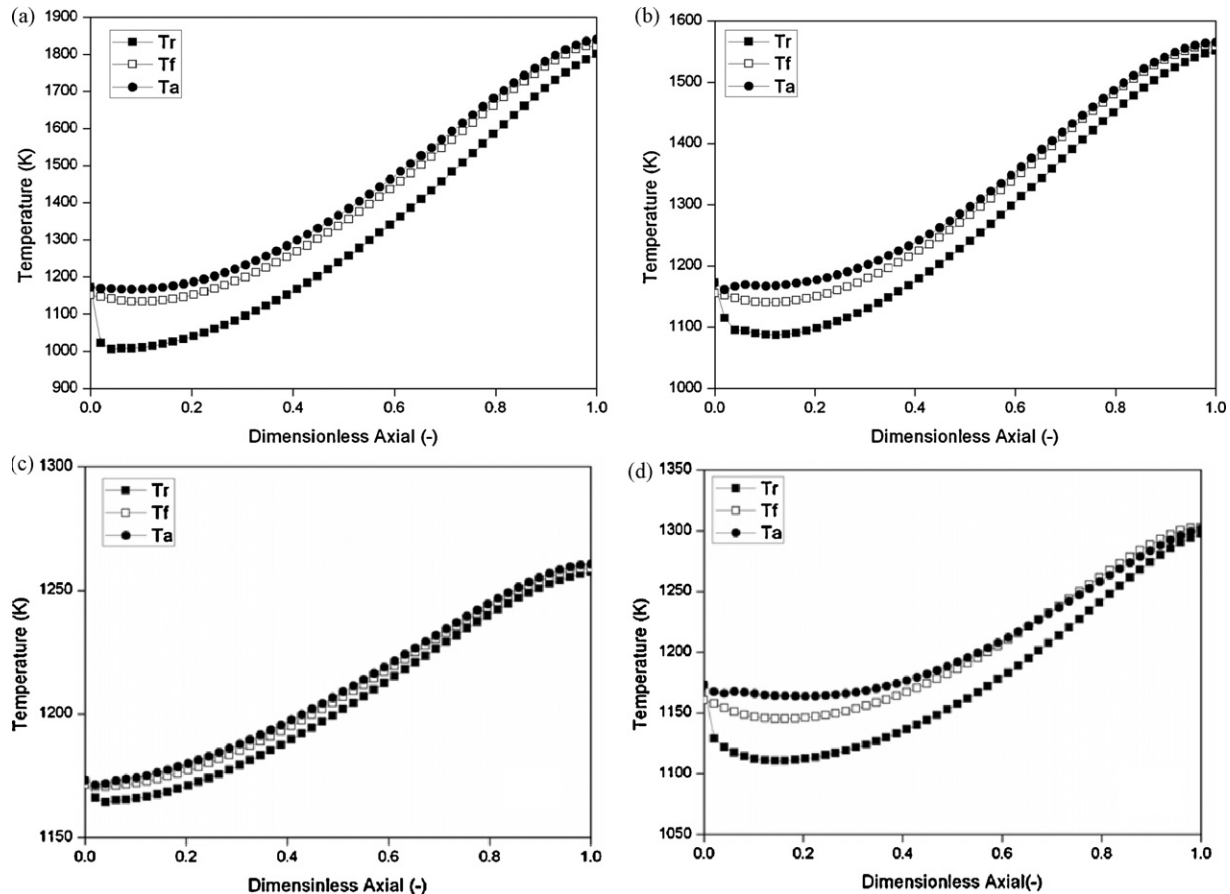 (a)
1900
1800
1700
1600
1500
1400
1300
1200
1100
1000
900
Temperature (K)
Tr
Tf
Ta
0.0 0.2 0.4 0.6 0.8 1.0
Dimensionless Axial (-)
(b)
1600
1500
1400
1300
1200
1100
1000
Temperature (K)
Tr
Tf
Ta
0.0 0.2 0.4 0.6 0.8 1.0
Dimensionless Axial (-)
(c)
1300
1250
1200
1150
Temperature (K)
Tr
Tf
Ta
0.0 0.2 0.4 0.6 0.8 1.0
Dimensinless Axial (-)
(d)
1350
1300
1250
1200
1150
1100
1050
Temperature (K)
Tr
Tf
Ta
0.0 0.2 0.4 0.6 0.8 1.0
Dimensionless Axial(-)